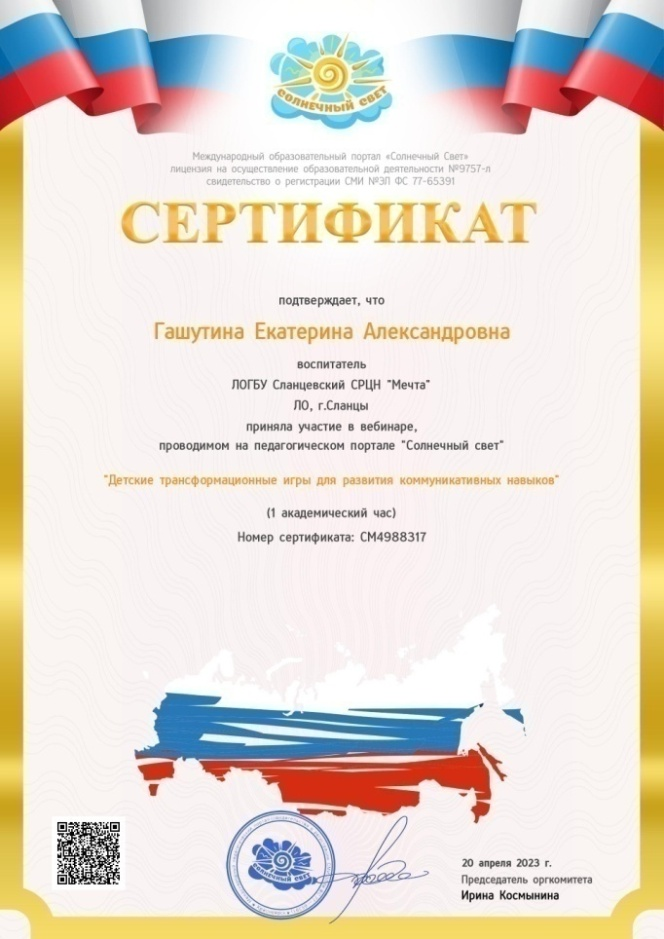 СОЛНЕЧНЫЙ СВЕТ
Международный образовательный портал «Солнечный Свет»
лицензия на осуществление образовательной деятельности №9757-л
свидетельство о регистрации СМИ №ЭЛ ФС 77-65391
СЕРТИФИКАТ
подтверждает, что
Гашутина Екатерина Александровна
воспитатель
ЛОГБУ Сланцевский СРЦН "Мечта"
ЛО, г.Сланцы
приняла участие в вебинаре,
проводимом на педагогическом портале "Солнечный свет"
"Детские трансформационные игры для развития коммуникативных навыков"
(1 академический час)
Номер сертификата: СМ4988317
СОЛНЕЧНЫЙ СВЕТ
20 апреля 2023 г.
Председатель оргкомитета
Ирина Космынина